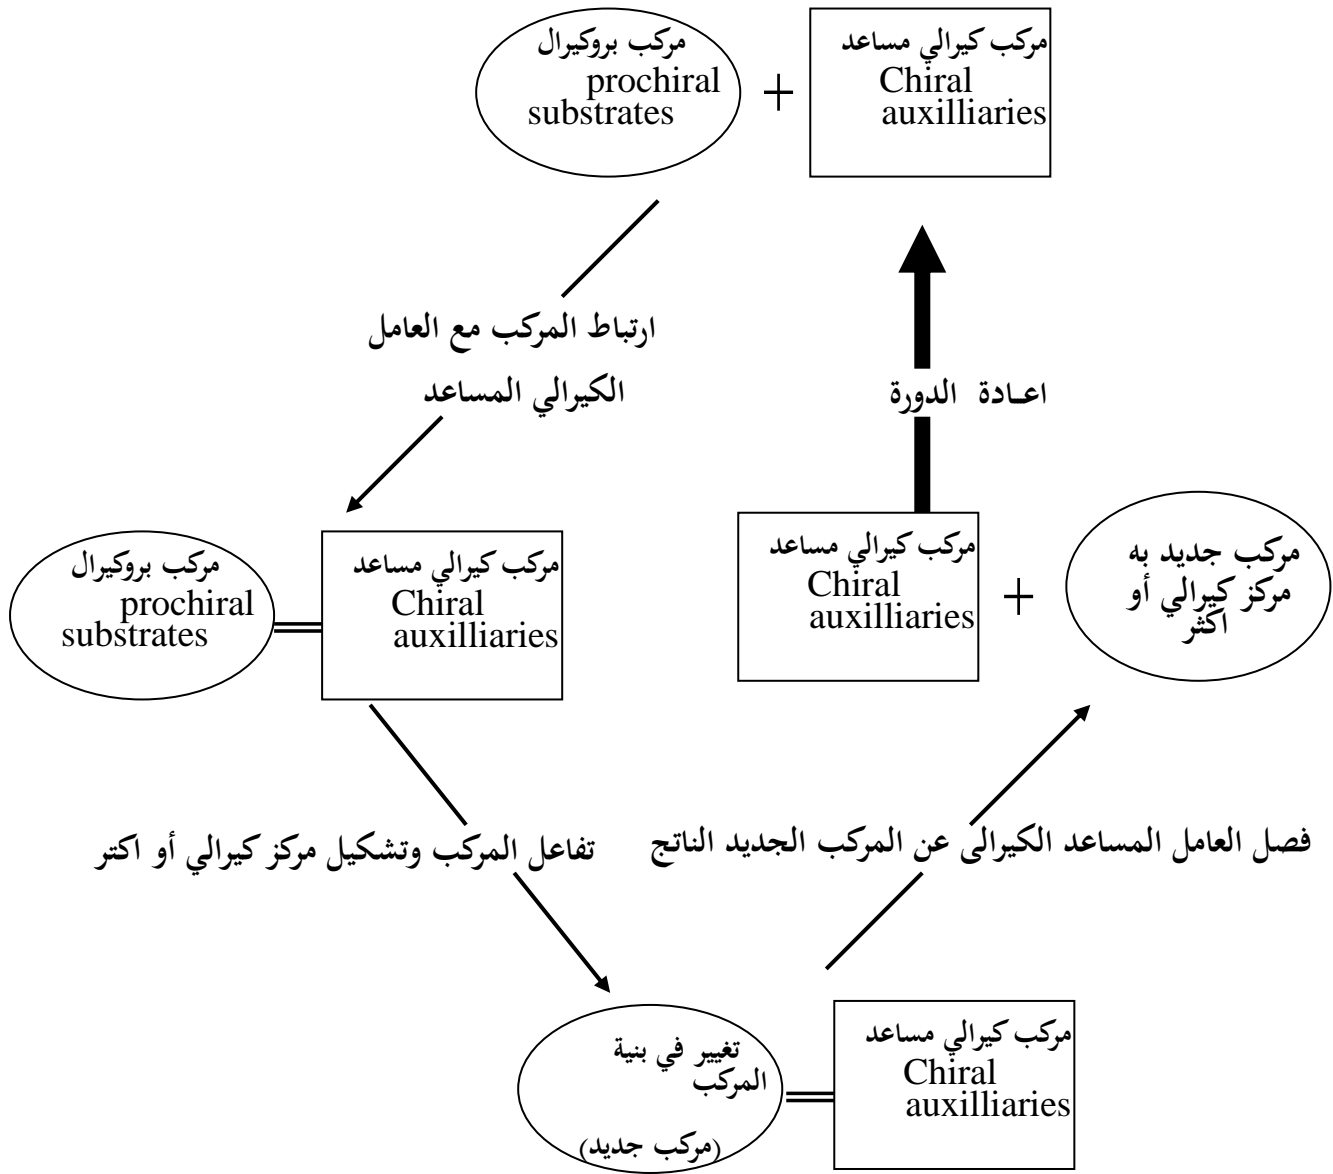 مركب بروكيرال
prochiral
substrates
+
مركب كيرالي مساعد
Chiral
auxilliaries
ارتباط المركب مع العامل
الكيرالي المساعد
اعـادة الدورة
مركب بروكيرال
prochiral
substrates
مركب كيرالي مساعد
Chiral
auxilliaries
مركب كيرالي مساعد
Chiral
auxilliaries
+
مركب جديد به
مركز كيرالي أو
اكثر
تفاعل المركب وتشكيل مركز كيرالي أو اكتر
فصل العامل المساعد الكيرالى عن المركب الجديد الناتج
تغيير في بنية
المركب
(مركب جديد)
مركب كيرالي مساعد
Chiral
auxilliaries